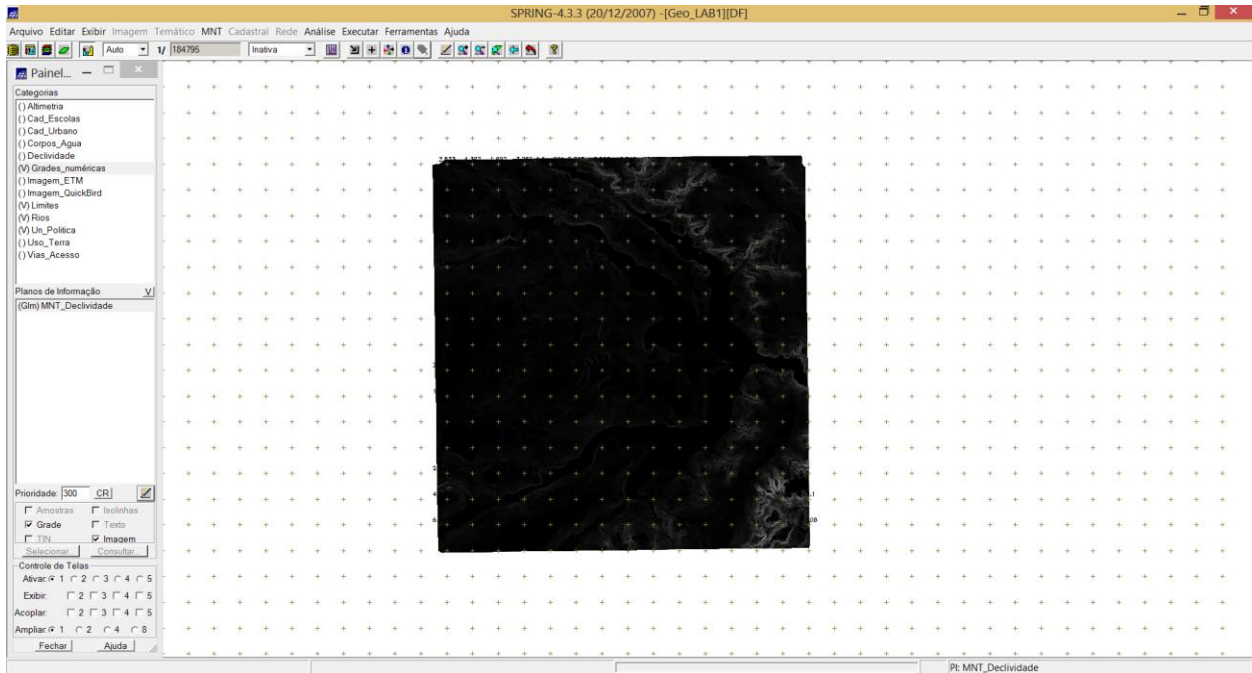 SPRING-4.3.3 (20/12/2007) -[Geo_LAB1][DF]
Arquivo Editar Exibir Imagem Temático MNT Cadastral Rede Análise Executar Ferramentas Ajuda
Auto 1/ 184795 Inativa
Painel...
Categorias
() Altimetria
() Cad_Escolas
() Cad_Urbano
() Corpos_Agua
() Declividade
(V) Grades_numéricas
() Imagem_ETM
() Imagem_QuickBird
(V) Limites
(V) Rios
(V) Un_Politica
() Uso_Terra
() Vias_Acesso
Planos de Informação V
(GIm) MNT_Declividade
Prioridade: 300 CR
Amostras Isolinhas
Grade Texto
TIN Imagem
Selecionar... Consultar...
Controle de Telas
Ativar: 1 2 3 4 5
Exibir: 2 3 4 5
Acoplar: 2 3 4 5
Ampliar: 1 2 4 8
Fechar Ajuda
PI: MNT_Declividade